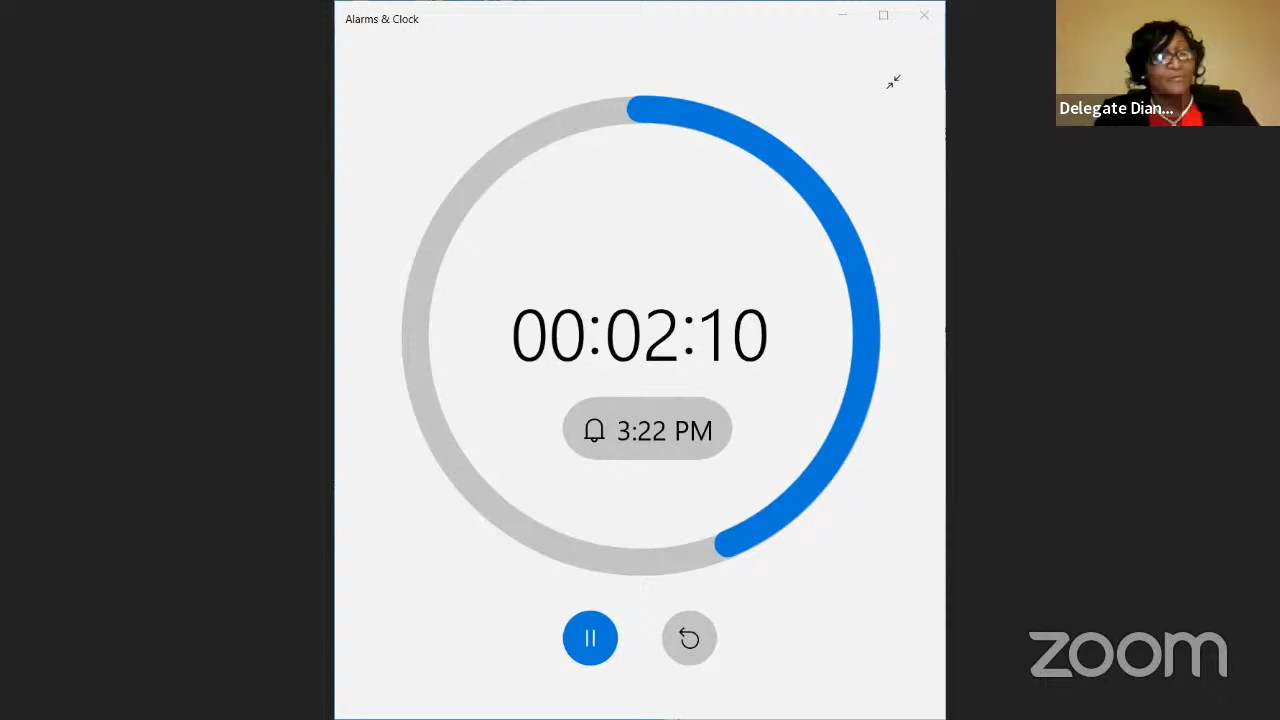 Alarms & Clock
Delegate Dian...
00:02:10
3:22 PM
zoom